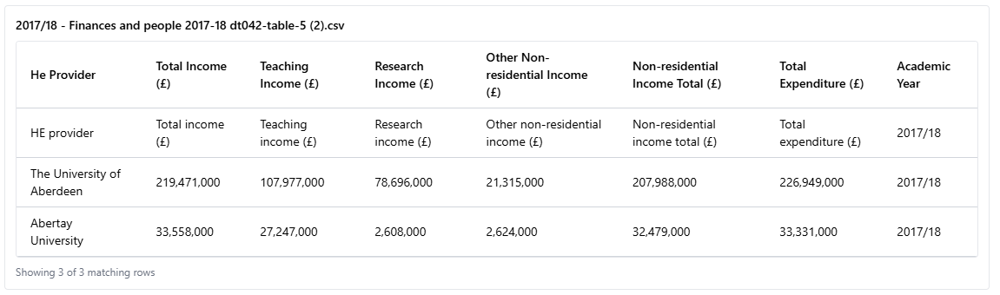 2017/18 - Finances and people 2017-18 dt042-table-5 (2).csv
He Provider Total Income (£) Teaching Income (£) Research Income (£) Other Non-residential Income (£) Non-residential Income Total (£) Total Expenditure (£) Academic Year
HE provider Total income (£) Teaching income (£) Research income (£) Other non-residential income (£) Non-residential income total (£) Total expenditure (£) 2017/18
The University of Aberdeen 219,471,000 107,977,000 78,696,000 21,315,000 207,988,000 226,949,000 2017/18
Abertay University 33,558,000 27,247,000 2,608,000 2,624,000 32,479,000 33,331,000 2017/18
Showing 3 of 3 matching rows